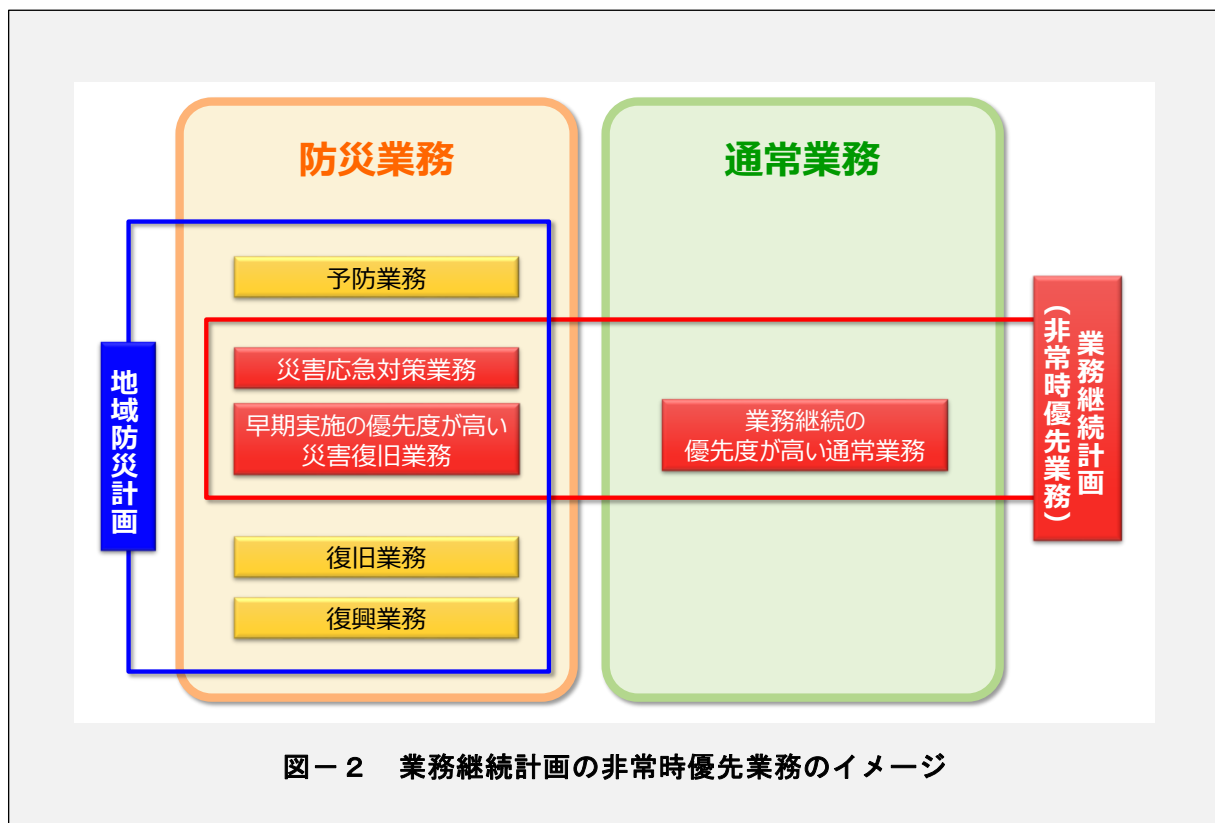 防災業務
通常業務
予防業務
災害応急対策業務
早期実施の優先度が高い
災害復旧業務
復旧業務
復興業務
業務継続の
優先度が高い通常業務
地域防災計画
業務継続計画
(非常時優先業務)
図－２　業務継続計画の非常時優先業務のイメージ